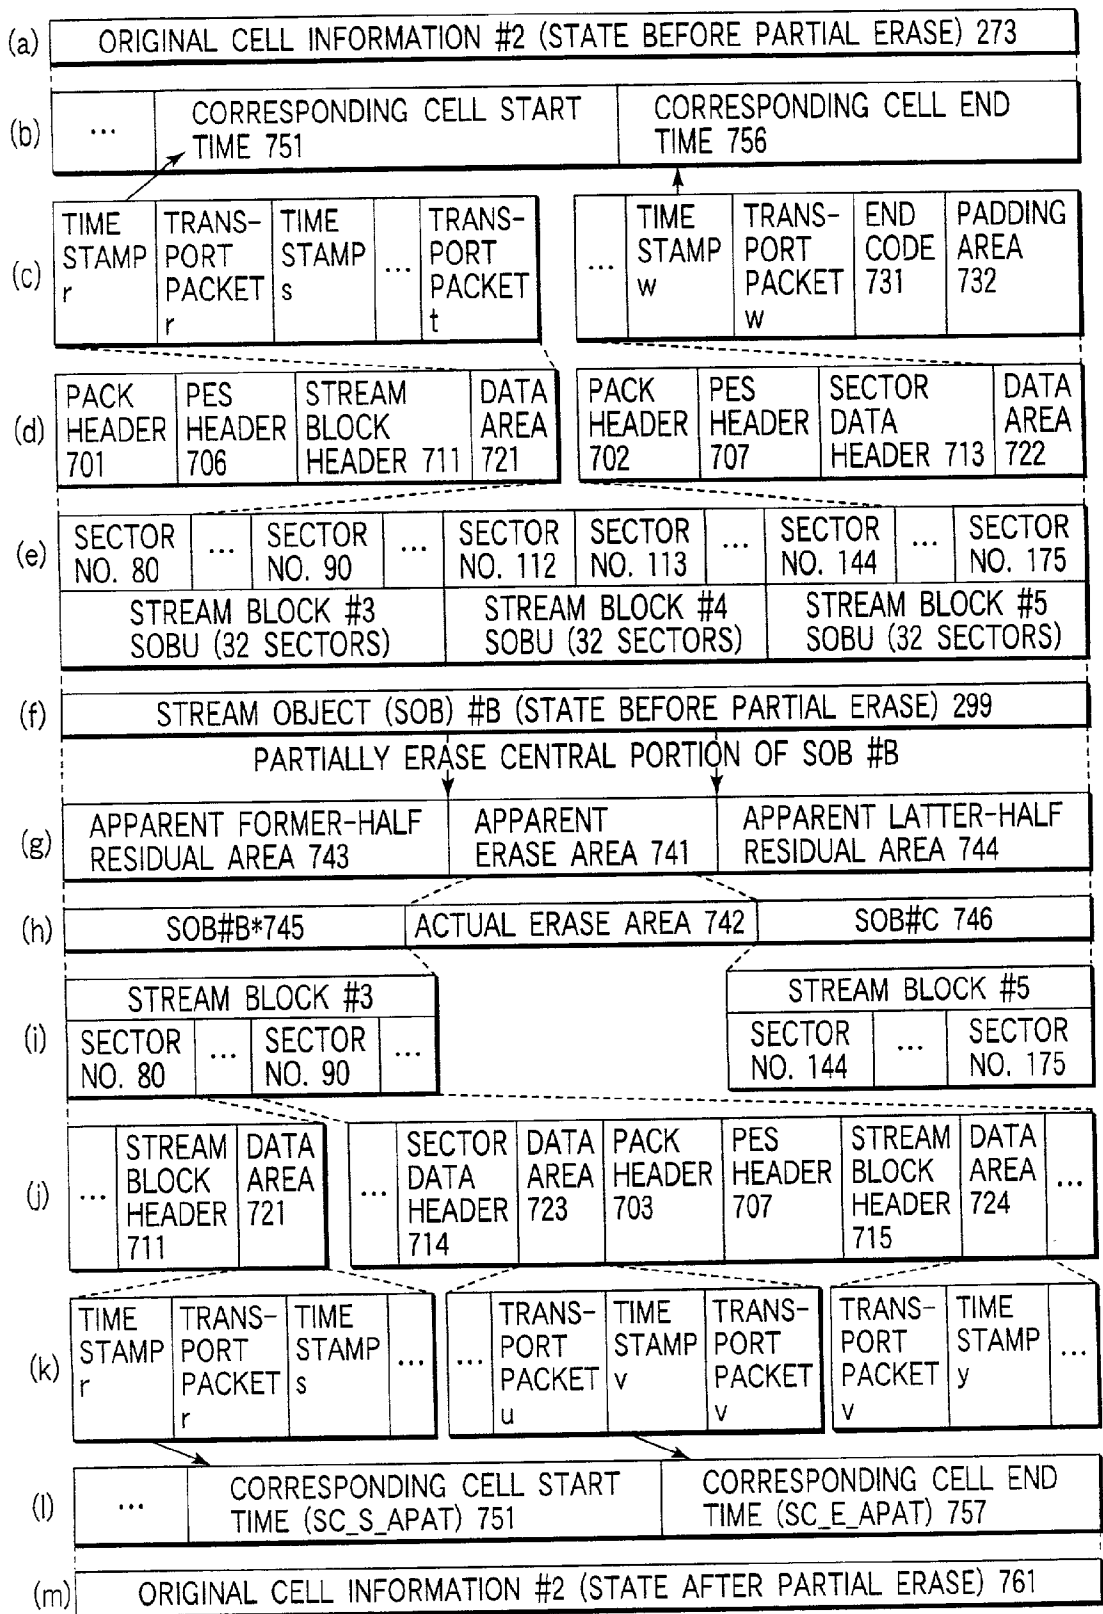 (a) ORIGINAL CELL INFORMATION #2 (STATE BEFORE PARTIAL ERASE) 273
(b) ... CORRESPONDING CELL START TIME 751 CORRESPONDING CELL END TIME 756
(c) TIME STAMP r TRANS-PORT PACKET r TIME STAMP s ... TRANS-PORT PACKET t ... TIME STAMP w TRANS-PORT PACKET w END CODE 731 PADDING AREA 732
(d) PACK HEADER 701 PES HEADER 706 STREAM BLOCK HEADER 711 DATA AREA 721 PACK HEADER 702 PES HEADER 707 SECTOR DATA HEADER 713 DATA AREA 722
(e) SECTOR NO. 80 ... SECTOR NO. 90 ... SECTOR NO. 112 SECTOR NO. 113 ... SECTOR NO. 144 ... SECTOR NO. 175
STREAM BLOCK #3 SOBU (32 SECTORS) STREAM BLOCK #4 SOBU (32 SECTORS) STREAM BLOCK #5 SOBU (32 SECTORS)
(f) STREAM OBJECT (SOB) #B (STATE BEFORE PARTIAL ERASE) 299
PARTIALLY ERASE CENTRAL PORTION OF SOB #B
(g) APPARENT FORMER-HALF RESIDUAL AREA 743 APPARENT ERASE AREA 741 APPARENT LATTER-HALF RESIDUAL AREA 744
(h) SOB#B*745 ACTUAL ERASE AREA 742 SOB#C 746
(i) STREAM BLOCK #3 STREAM BLOCK #5
SECTOR NO. 80 ... SECTOR NO. 90 ... SECTOR NO. 144 ... SECTOR NO. 175
(j) ... STREAM BLOCK HEADER 711 DATA AREA 721 ... SECTOR DATA HEADER 714 DATA AREA 723 PACK HEADER 703 PES HEADER 707 STREAM BLOCK HEADER 715 DATA AREA 724 ...
(k) TIME STAMP r TRANS-PORT PACKET r TIME STAMP s ... ... TRANS-PORT PACKET u TIME STAMP v TRANS-PORT PACKET v TRANS-PORT PACKET v TIME STAMP y ...
(l) ... CORRESPONDING CELL START TIME (SC_S_APAT) 751 CORRESPONDING CELL END TIME (SC_E_APAT) 757
(m) ORIGINAL CELL INFORMATION #2 (STATE AFTER PARTIAL ERASE) 761